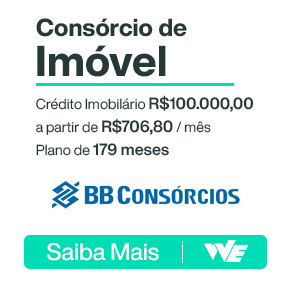 Consórcio de
Imóvel
Crédito Imobilário R$100.000,00
a partir de R$706,80 / mês
Plano de 179 meses
BB CONSÓRCIOS
Saiba Mais
WE